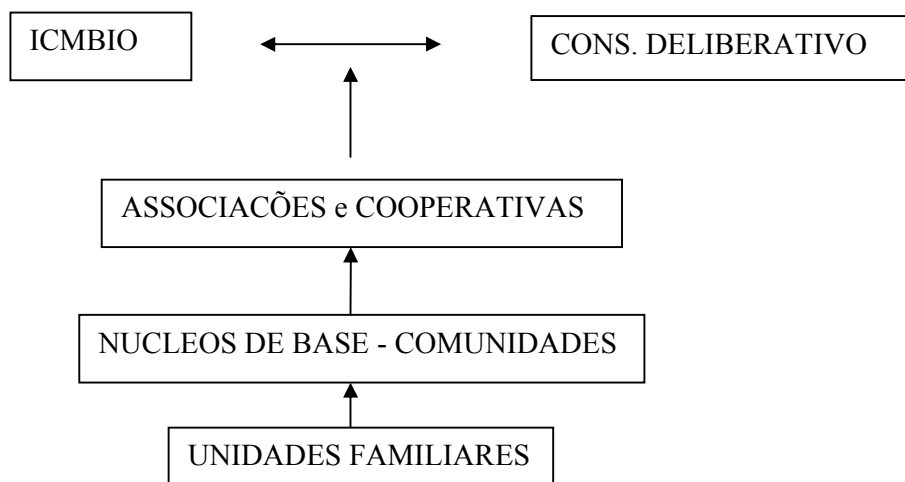 ICMBIO
CONS. DELIBERATIVO
ASSOCIACÕES e COOPERATIVAS
NUCLEOS DE BASE - COMUNIDADES
UNIDADES FAMILIARES